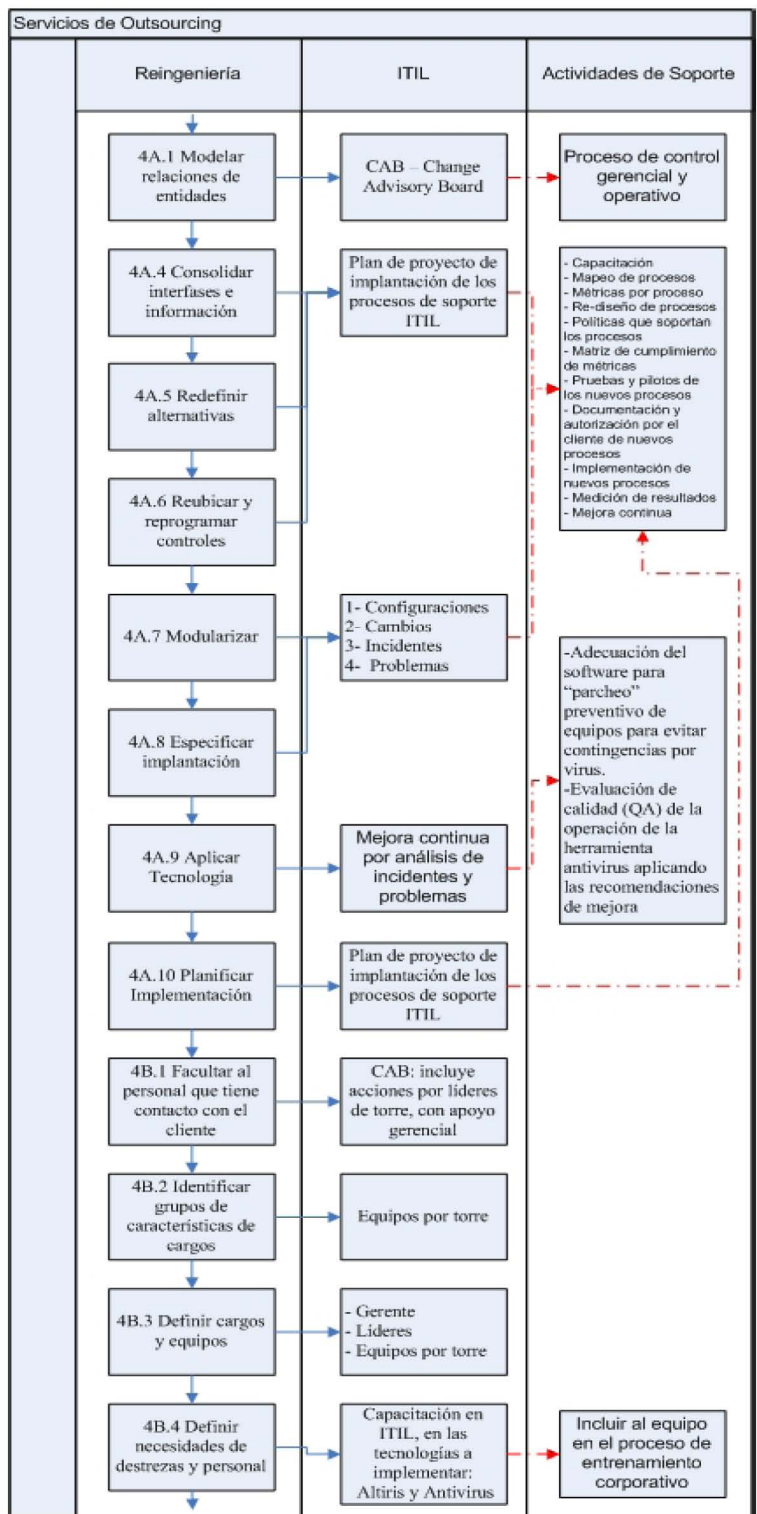 Servicios de Outsourcing
Reingeniería
ITIL
Actividades de Soporte
4A.1 Modelar
relaciones de
entidades
CAB – Change
Advisory Board
Proceso de control
gerencial y
operativo
4A.4 Consolidar
interfases e
información
Plan de proyecto de
implantación de los
procesos de soporte
ITIL
- Capacitación
- Mapeo de procesos
- Métricas por proceso
- Re-diseño de procesos
- Políticas que soportan
los procesos
- Matriz de cumplimiento
de métricas
- Pruebas y pilotos de
los nuevos procesos
- Documentación y
autorización por el
cliente de nuevos
procesos
- Implementación de
nuevos procesos
- Medición de resultados
- Mejora continua
4A.5 Redefinir
alternativas
4A.6 Reubicar y
reprogramar
controles
4A.7 Modularizar
1- Configuraciones
2- Cambios
3- Incidentes
4- Problemas
4A.8 Especificar
implantación
-Adecuación del
software para
“parcheo”
preventivo de
equipos para evitar
contingencias por
virus.
-Evaluación de
calidad (QA) de la
operación de la
herramienta
antivirus aplicando
las recomendaciones
de mejora
4A.9 Aplicar
Tecnología
Mejora continua
por análisis de
incidentes y
problemas
4A.10 Planificar
Implementación
Plan de proyecto de
implantación de los
procesos de soporte
ITIL
4B.1 Facultar al
personal que tiene
contacto con el
cliente
CAB: incluye
acciones por líderes
de torre, con apoyo
gerencial
4B.2 Identificar
grupos de
características de
cargos
Equipos por torre
4B.3 Definir cargos
y equipos
- Gerente
- Líderes
- Equipos por torre
4B.4 Definir
necesidades de
destrezas y personal
Capacitación en
ITIL, en las
tecnologías a
implementar:
Altiris y Antivirus
Incluir al equipo
en el proceso de
entrenamiento
corporativo